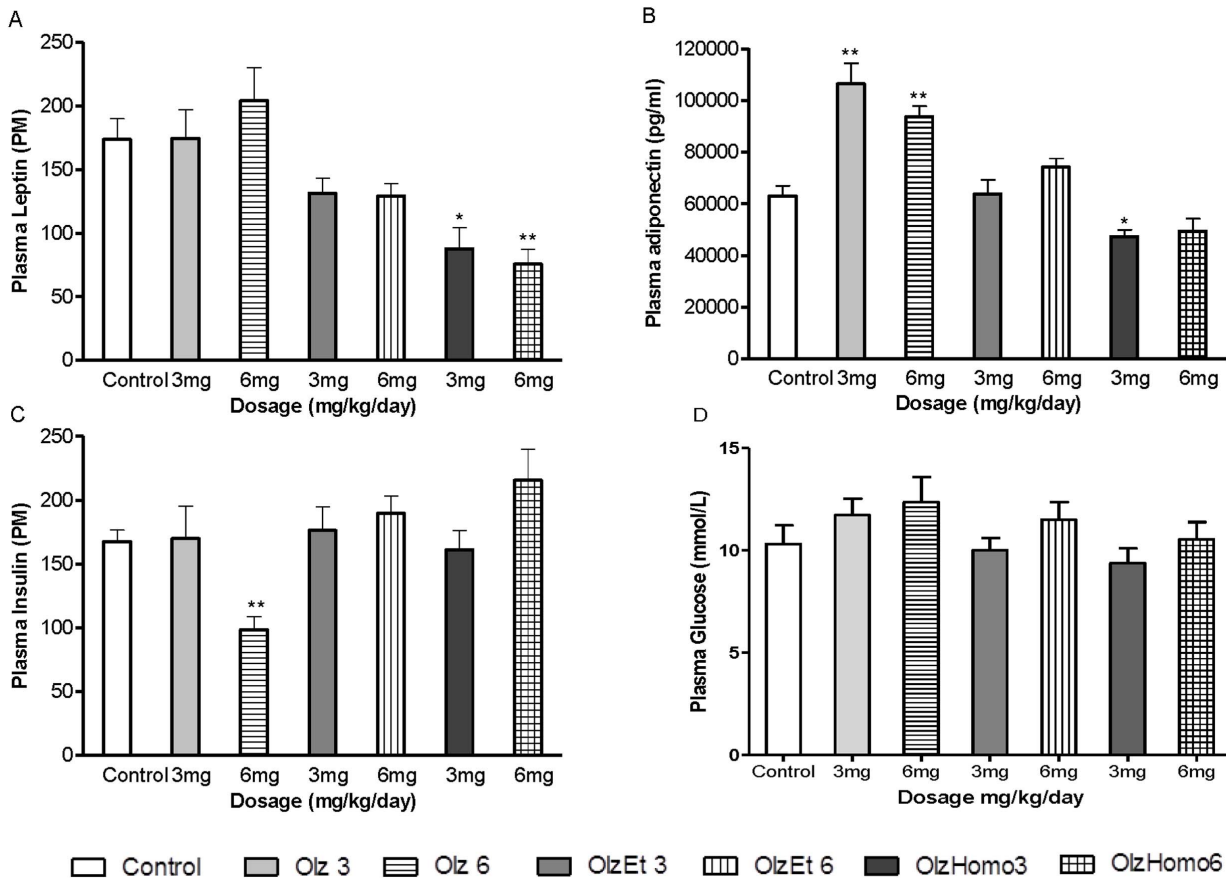 A
250
200
150
100
50
0
Plasma Leptin (PM)
*
**
Control 3mg 6mg 3mg 6mg 3mg 6mg
Dosage (mg/kg/day)
B
120000
100000
80000
60000
40000
20000
0
Plasma adiponectin (pg/ml)
**
**
*
Control 3mg 6mg 3mg 6mg 3mg 6mg
Dosage (mg/kg/day)
C
250
200
150
100
50
0
Plasma Insulin (PM)
**
Control 3mg 6mg 3mg 6mg 3mg 6mg
Dosage (mg/kg/day)
D
15
10
5
0
Plasma Glucose (mmol/L)
Control 3mg 6mg 3mg 6mg 3mg 6mg
Dosage mg/kg/day
Control Olz 3 Olz 6 OlzEt 3 OlzEt 6 OlzHomo3 OlzHomo6